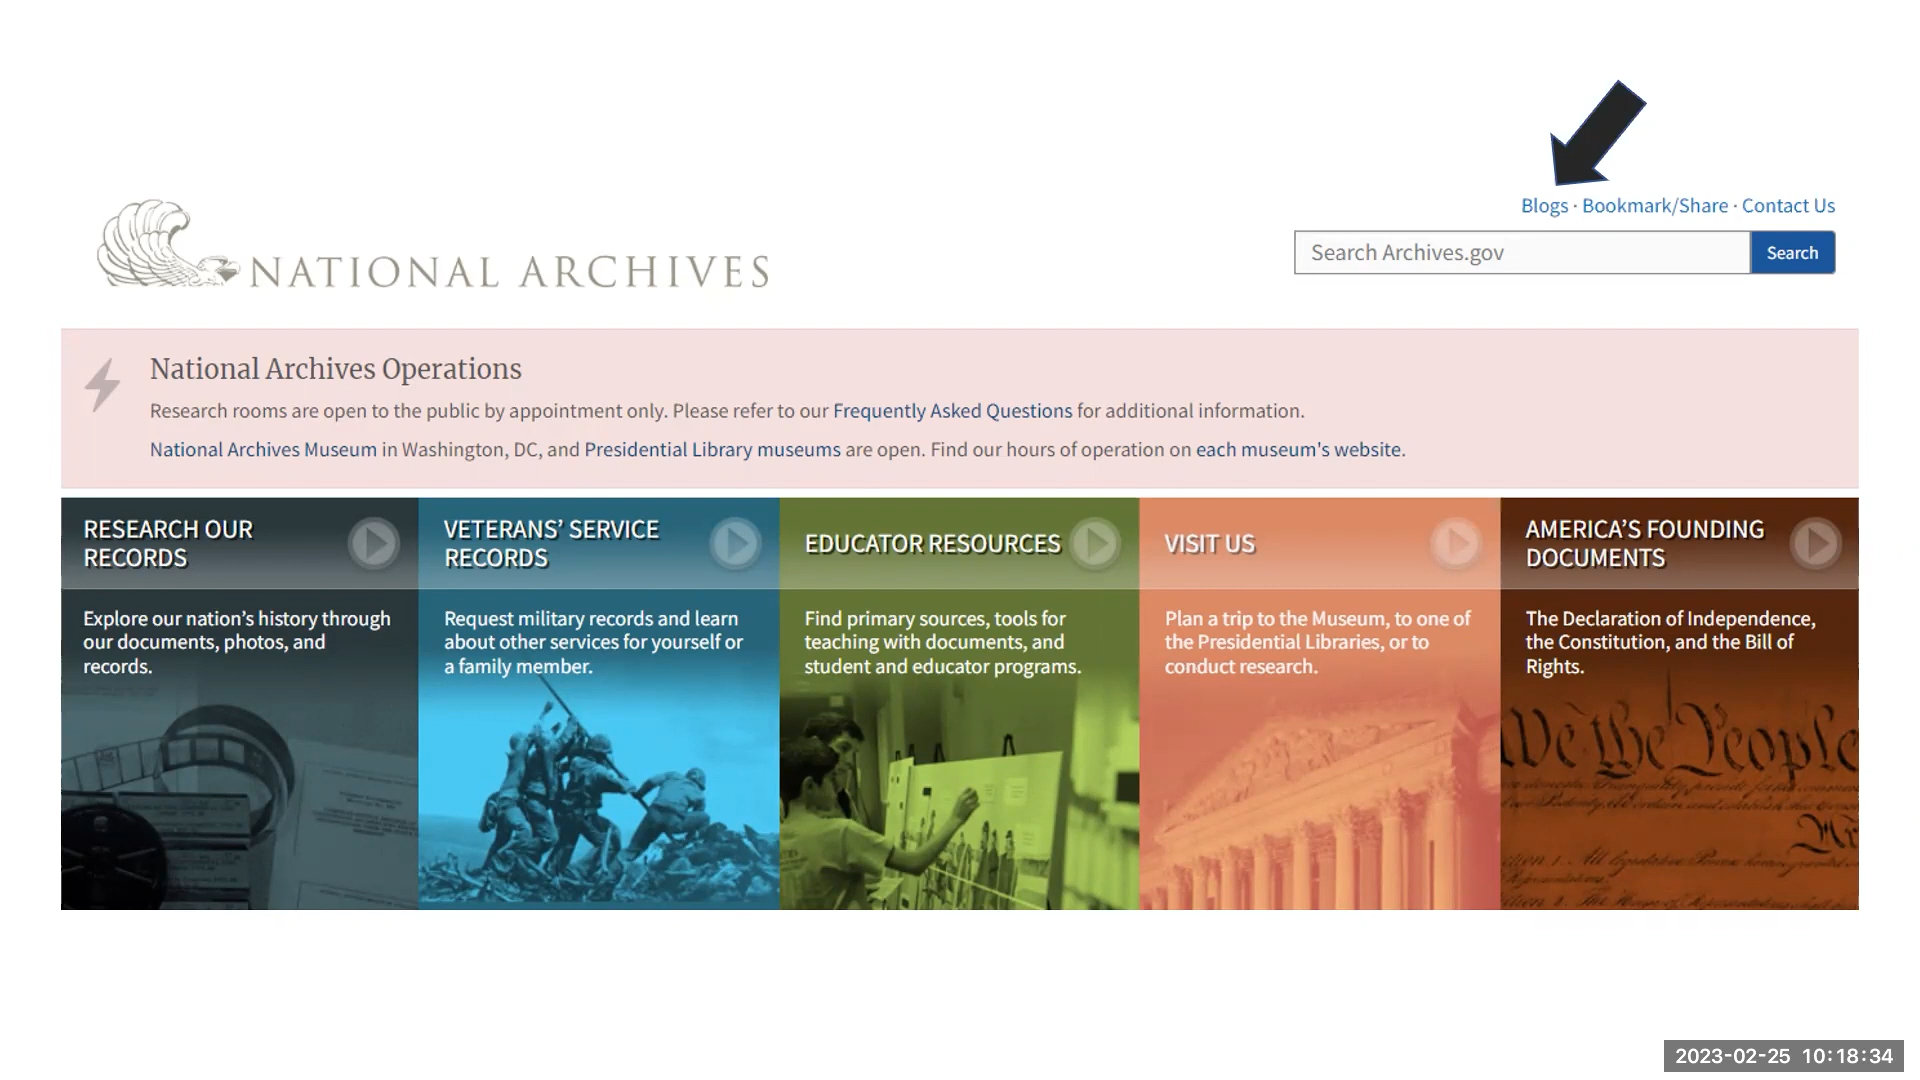 Blogs · Bookmark/Share · Contact Us
NATIONAL ARCHIVES
Search Archives.gov
Search
National Archives Operations
Research rooms are open to the public by appointment only. Please refer to our Frequently Asked Questions for additional information.
National Archives Museum in Washington, DC, and Presidential Library museums are open. Find our hours of operation on each museum's website.
RESEARCH OUR
RECORDS
Explore our nation’s history through
our documents, photos, and
records.
VETERANS’ SERVICE
RECORDS
Request military records and learn
about other services for yourself or
a family member.
EDUCATOR RESOURCES
Find primary sources, tools for
teaching with documents, and
student and educator programs.
VISIT US
Plan a trip to the Museum, to one of
the Presidential Libraries, or to
conduct research.
AMERICA’S FOUNDING
DOCUMENTS
The Declaration of Independence,
the Constitution, and the Bill of
Rights.
We the People
2023-02-25 10:18:34